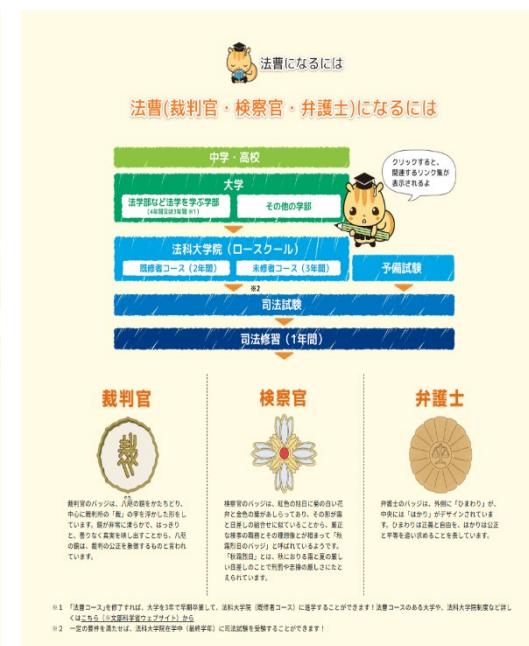 法曹になるには
法曹(裁判官・検察官・弁護士)になるには
中学・高校
大学
法学部など法学を学ぶ学部
(4年間又は3年間※1)
その他の学部
クリックすると、
関連するリンク集が
表示されるよ
法科大学院(ロースクール)
既修者コース(2年間)
未修者コース(3年間)
予備試験
※2
司法試験
司法修習(1年間)
裁判官
裁判官のバッジは、八咫の鏡をかたちどり、
中心に裁判所の「裁」の字を浮かした形をし
ています。鏡が非常に清らかで、はっきり
と、曇りなく真実を映し出すことから、八咫
の鏡は、裁判の公正を象徴するものと言われ
ています。
検察官
検察官のバッジは、紅色の旭日に菊の白い花
弁と金色の葉があしらってあり、その形が霜
と日差しの組合せに似ていることから、厳正
な検事の職務とその理想像とが相まって「秋
霜烈日のバッジ」と呼ばれているようです。
「秋霜烈日」とは、秋におりる霜と夏の厳し
い日差しのことで刑罰や志操の厳しさにたと
えられています。
弁護士
弁護士のバッジは、外側に「ひまわり」が、
中央には「はかり」がデザインされていま
す。ひまわりは正義と自由を、はかりは公正
と平等を追い求めることを表しています。
※1 「法曹コース」を修了すれば、大学を3年で早期卒業して、法科大学院(既修者コース)に進学することができます!法曹コースのある大学や、法科大学院制度など詳し
くはこちら(※文部科学省ウェブサイト)から
※2 一定の要件を満たせば、法科大学院在学中(最終学年)に司法試験を受験することができます!